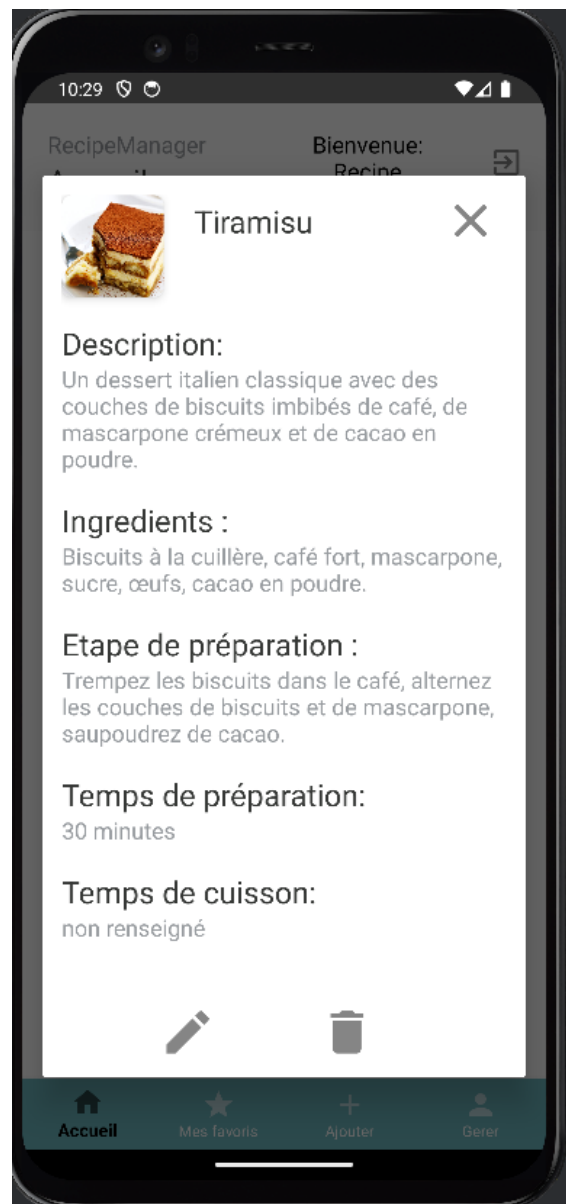 10:29
RecipeManager
Bienvenue:
Recipe
Tiramisu
Description:
Un dessert italien classique avec des
couches de biscuits imbibés de café, de
mascarpone crémeux et de cacao en
poudre.
Ingredients :
Biscuits à la cuillère, café fort, mascarpone,
sucre, œufs, cacao en poudre.
Etape de préparation :
Trempez les biscuits dans le café, alternez
les couches de biscuits et de mascarpone,
saupoudrez de cacao.
Temps de préparation:
30 minutes
Temps de cuisson:
non renseigné
Accueil
Mes favoris
Ajouter
Gerer